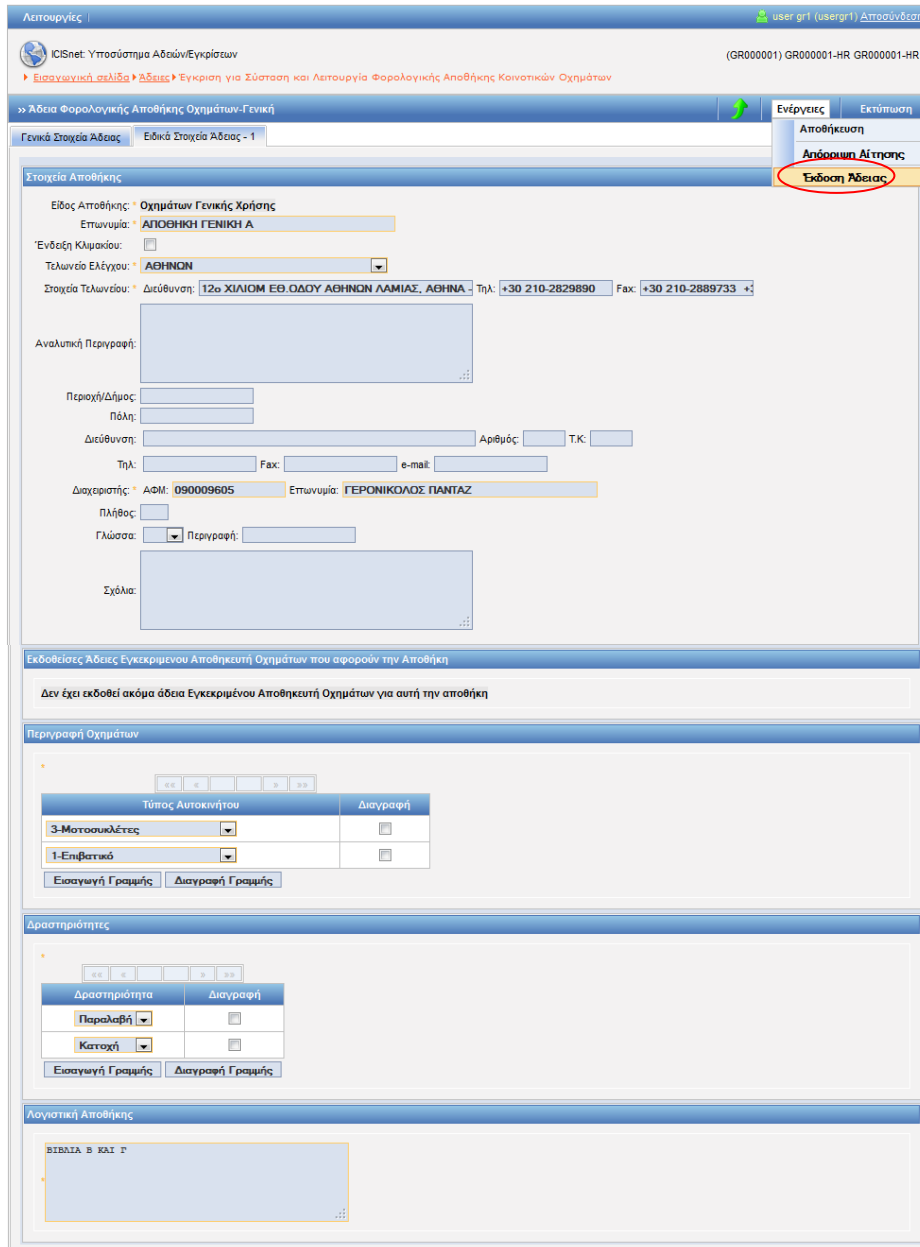 Λειτουργίες
user gr1 (usergr1) Αποσύνδεση
ICISnet: Υποσύστημα Αδειών/Εγκρίσεων
(GR000001) GR000001-HR GR000001-HR
Εισαγωγική σελίδα Άδειες Έγκριση για Σύσταση και Λειτουργία Φορολογικής Αποθήκης Κοινοτικών Οχημάτων
» Άδεια Φορολογικής Αποθήκης Οχημάτων-Γενική
Ενέργειες Εκτύπωση
Αποθήκευση
Απόρριψη Αίτησης
Έκδοση Άδειας
Γενικά Στοιχεία Άδειας Ειδικά Στοιχεία Άδειας - 1
Στοιχεία Αποθήκης
Είδος Αποθήκης: * Οχημάτων Γενικής Χρήσης
Επωνυμία: * ΑΠΟΘΗΚΗ ΓΕΝΙΚΗ Α
Ένδειξη Κλιμακίου:
Τελωνείο Ελέγχου: * ΑΘΗΝΩΝ
Στοιχεία Τελωνείου: * Διεύθυνση: 12ο ΧΙΛΙΟΜ ΕΘ.ΟΔΟΥ ΑΘΗΝΩΝ ΛΑΜΙΑΣ, ΑΘΗΝΑ - Τηλ: +30 210-2829890 Fax: +30 210-2889733 +3
Αναλυτική Περιγραφή:
Περιοχή/Δήμος:
Πόλη:
Διεύθυνση: Αριθμός: Τ.Κ:
Τηλ: Fax: e-mail:
Διαχειριστής: * ΑΦΜ: 090009605 Επωνυμία: ΓΕΡΟΝΙΚΟΛΟΣ ΠΑΝΤΑΖ
Πλήθος:
Γλώσσα: Περιγραφή:
Σχόλια:
Εκδοθείσες Άδειες Εγκεκριμενου Αποθηκευτή Οχημάτων που αφορούν την Αποθήκη
Δεν έχει εκδοθεί ακόμα άδεια Εγκεκριμένου Αποθηκευτή Οχημάτων για αυτή την αποθήκη
Περιγραφή Οχημάτων
*
«« « » »»
Τύπος Αυτοκινήτου Διαγραφή
3-Μοτοσυκλέτες
1-Επιβατικό
Εισαγωγή Γραμμής Διαγραφή Γραμμής
Δραστηριότητες
*
«« « » »»
Δραστηριότητα Διαγραφή
Παραλαβή
Κατοχή
Εισαγωγή Γραμμής Διαγραφή Γραμμής
Λογιστική Αποθήκης
ΒΙΒΛΙΑ Β ΚΑΙ Γ
*